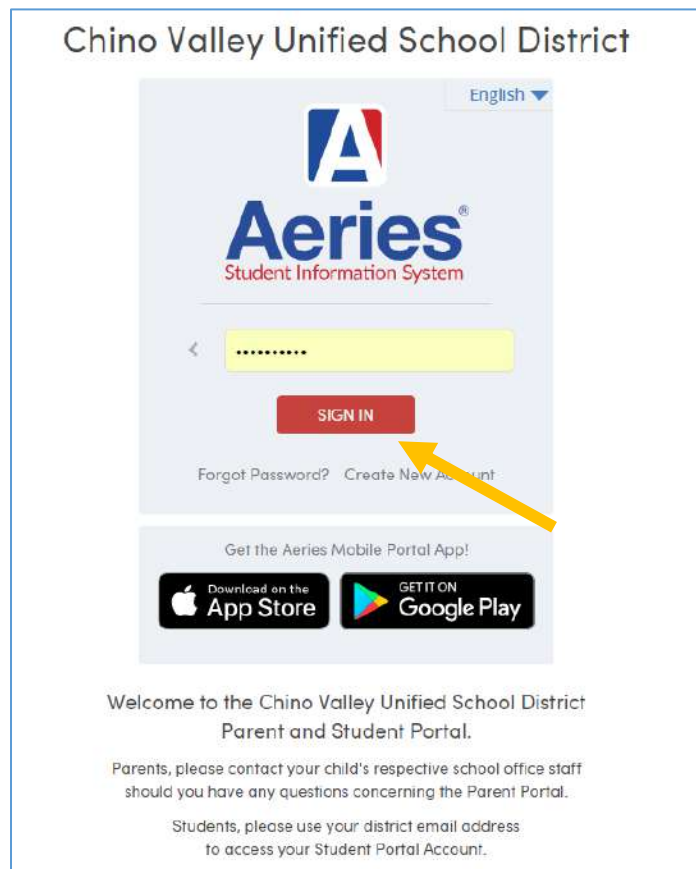 Chino Valley Unified School District
English
A
Aeries®
Student Information System
••••••••••
SIGN IN
Forgot Password? Create New Account
Get the Aeries Mobile Portal App!
Download on the
App Store
GET IT ON
Google Play
Welcome to the Chino Valley Unified School District
Parent and Student Portal.
Parents, please contact your child's respective school office staff
should you have any questions concerning the Parent Portal.
Students, please use your district email address
to access your Student Portal Account.